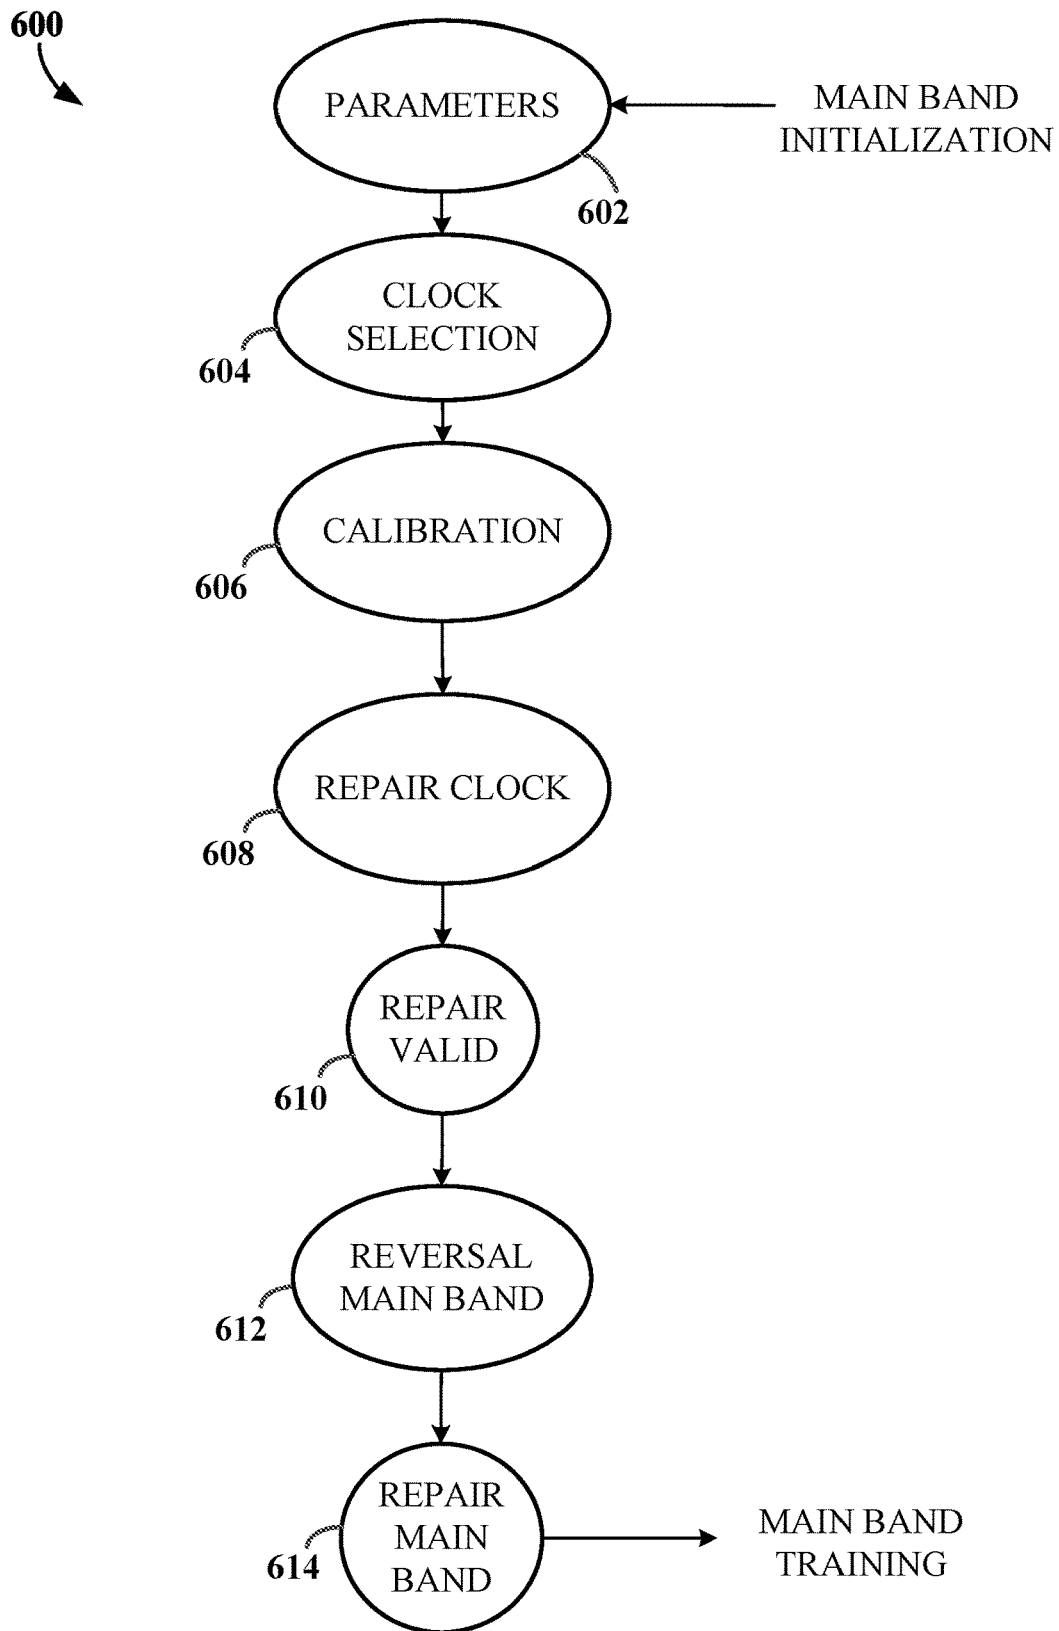 600
PARAMETERS
MAIN BAND
INITIALIZATION
602
CLOCK
SELECTION
604
CALIBRATION
606
REPAIR CLOCK
608
REPAIR
VALID
610
REVERSAL
MAIN BAND
612
REPAIR
MAIN
BAND
614
MAIN BAND
TRAINING